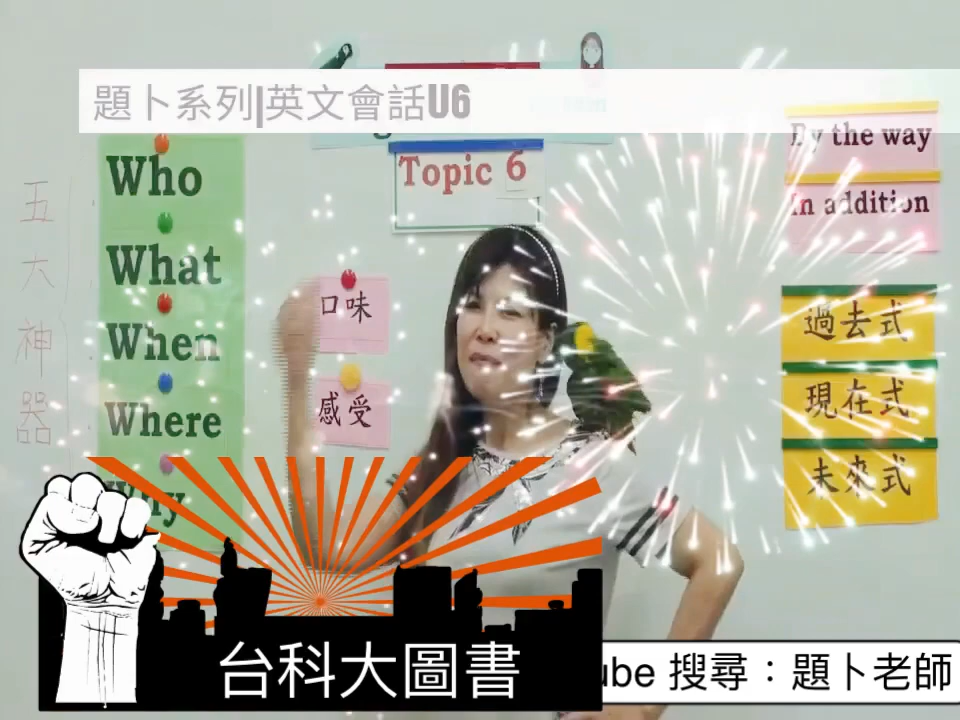 題卜系列|英文會話U6
Topic 6
By the way
In addition
五大神器
Who
What
When
Where
Why
口味
感受
過去式
現在式
未來式
台科大圖書
ube 搜尋：題卜老師